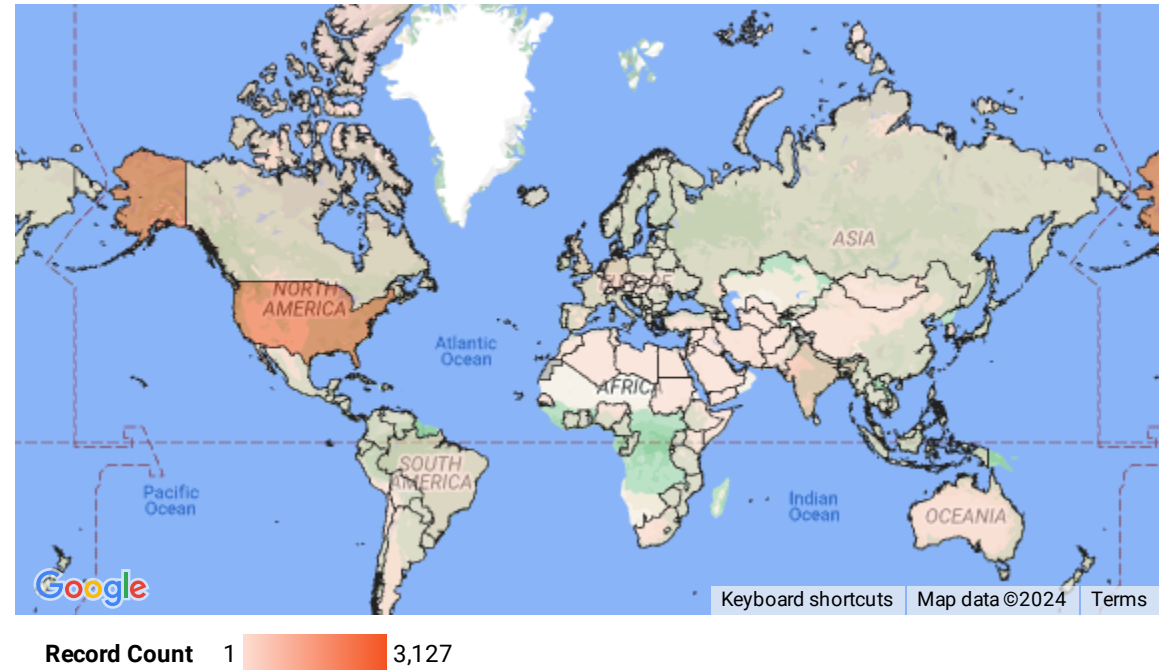 ASIA
NORTH
AMERICA
EUROPE
Atlantic
Ocean
AFRICA
SOUTH
AMERICA
Pacific
Ocean
Indian
Ocean
OCEANIA
Google
Keyboard shortcuts
Map data ©2024
Terms
Record Count 1 3,127